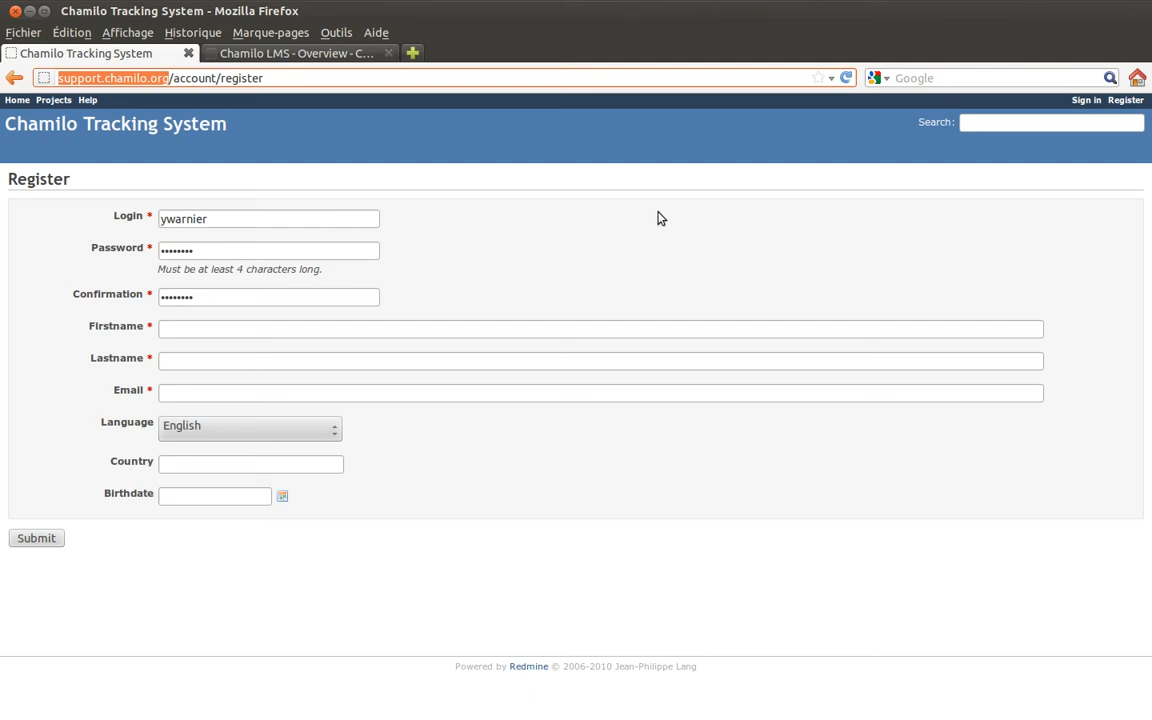 Chamilo Tracking System - Mozilla Firefox
Fichier Édition Affichage Historique Marque-pages Outils Aide
Chamilo Tracking System Chamilo LMS - Overview - C...
support.chamilo.org/account/register Google
Home Projects Help Sign in Register
Chamilo Tracking System Search:
Register
Login * ywarnier
Password * ••••••••
Must be at least 4 characters long.
Confirmation * ••••••••
Firstname *
Lastname *
Email *
Language English
Country
Birthdate
Submit
Powered by Redmine © 2006-2010 Jean-Philippe Lang